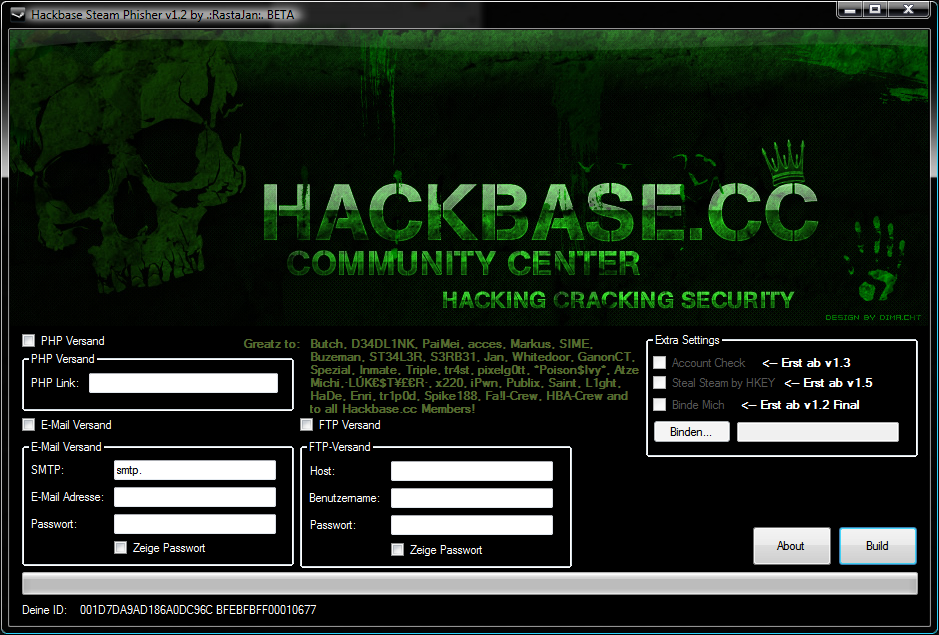 Hackbase Steam Phisher v1.2 by .:RastaJan:. BETA
HACKBASE.CC
COMMUNITY CENTER
HACKING CRACKING SECURITY
DESIGN BY DIMA.CHT
PHP Versand
PHP Versand
PHP Link:
Greatz to: Butch, D34DL1NK, PaiMei, acces, Markus, S!ME,
Buzeman, ST34L3R, S3RB31, Jan, Whitedoor, GanonCT,
Spezial, Inmate, Triple, tr4st, pixelg0tt, "Poison$Ivy", Atze
Michi,·LÚK€$T¥££R·, x220, iPwn, Publix, Saint, L1ght,
HaDe, Enri, tr1p0d, Spike188, Fa!l-Crew, HBA-Crew and
to all Hackbase.cc Members!
Extra Settings
Account Check <-- Erst ab v1.3
Steal Steam by HKEY <-- Erst ab v1.5
Binde Mich <-- Erst ab v1.2 Final
Binden...
E-Mail Versand
E-Mail Versand
SMTP: smtp.
E-Mail Adresse:
Passwort:
Zeige Passwort
FTP Versand
FTP-Versand
Host:
Benutzername:
Passwort:
Zeige Passwort
About
Build
Deine ID: 001D7DA9AD186A0DC96C BFEBFBFF00010677